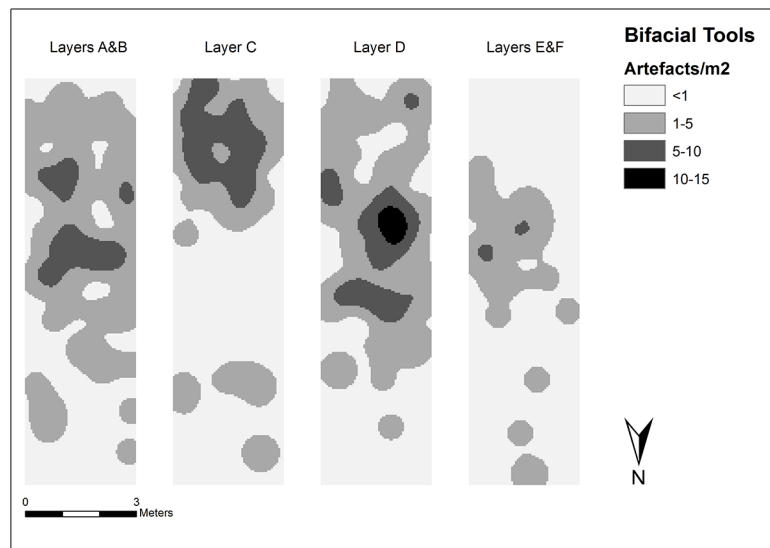 Layers A&B
Layer C
Layer D
Layers E&F
Bifacial Tools
Artefacts/m2
<1
1-5
5-10
10-15
N
0 3
Meters